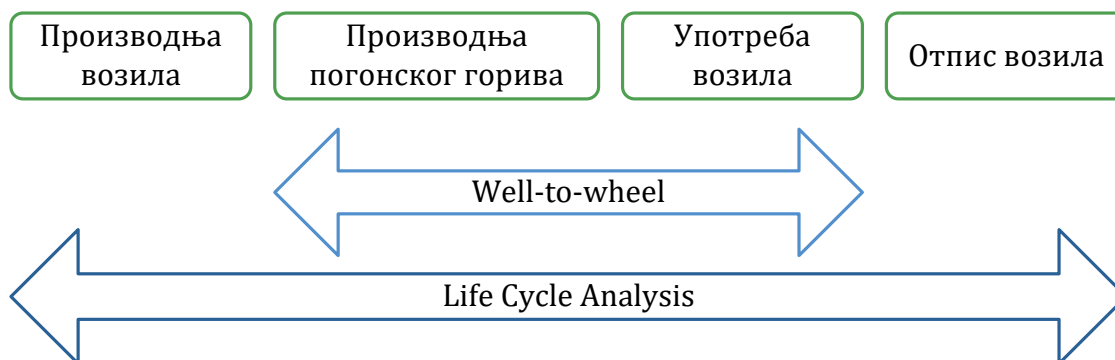 Производња
возила
Производња
погонског горива
Употреба
возила
Отпис возила
Well-to-wheel
Life Cycle Analysis